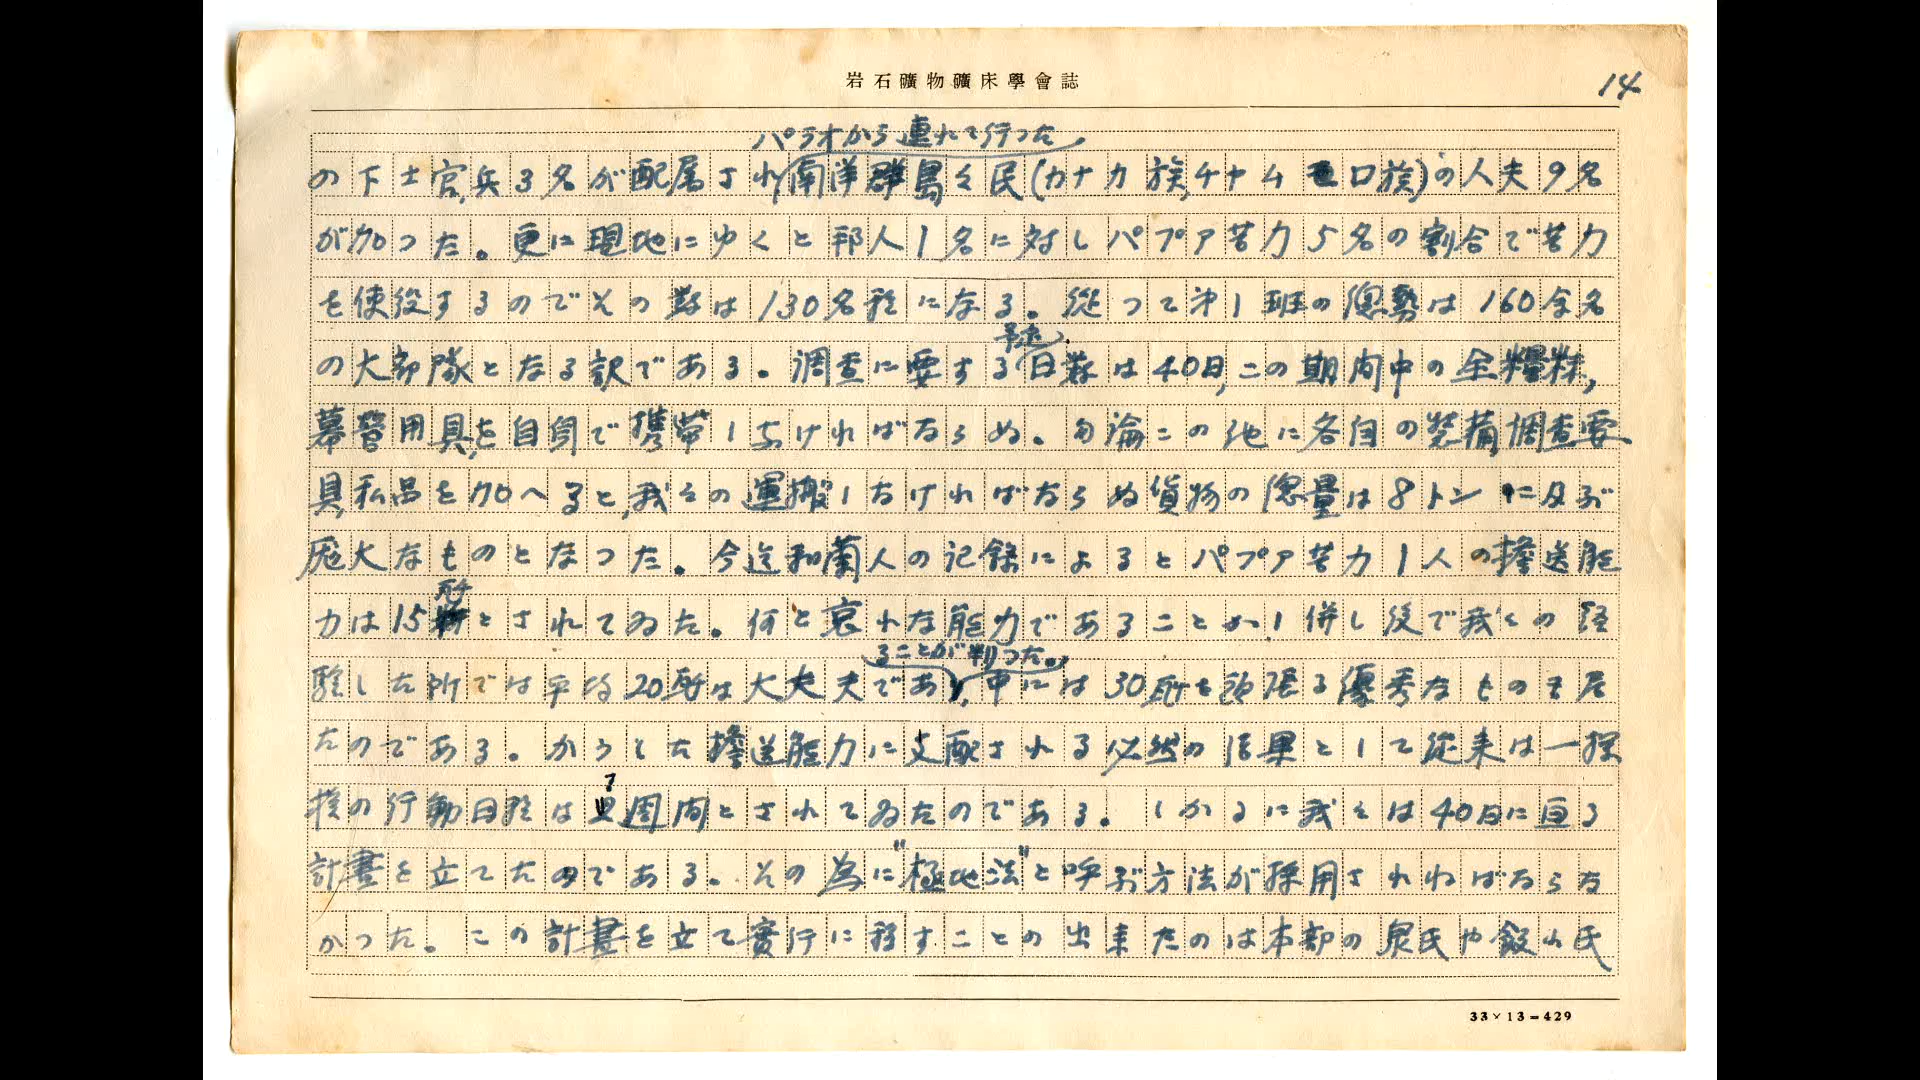 岩石礦物礦床學會誌
14
パラオから連れて行つた
の下士官,兵3名が配属され南洋群島々民(カナカ族,チャムロ族)の人夫9名
が加つた。更に現地にゆくと邦人1名に対しパプア苦力5名の割合で苦力
を使役するのでその数は130名程になる。従つて第1班の総勢は160余名
予定
の大部隊となる訳である。調査に要する日数は40日,この期間中の全糧秣,
幕営用具を自身で携帯しなければならぬ。勿論この他に各自の装備,調査要
具,私品を加へると,我々の運搬しなければならぬ貨物の総量は8トンに及ぶ
厖大なものとなつた。今迄和蘭人の記録によるとパプア苦力1人の擔送能
瓩
力は15とされてゐた。何と哀れな能力であることか!併し後で我々の経
ることが判つた。
験した所では平均20瓩は大丈夫であり,中には30瓩を頑張る優秀なものも居
たのである。かうした擔送能力に支配される必然の結果として従来は一探
7
検の行動日程は週間とされてゐたのである。しかるに我々は40日に亘る
計畫を立てたのである。その為に"極地法"と呼ぶ方法が採用されねばならな
かつた。この計畫を立て實行に移すことの出来たのは本部の泉氏や飯山氏
33×13=429